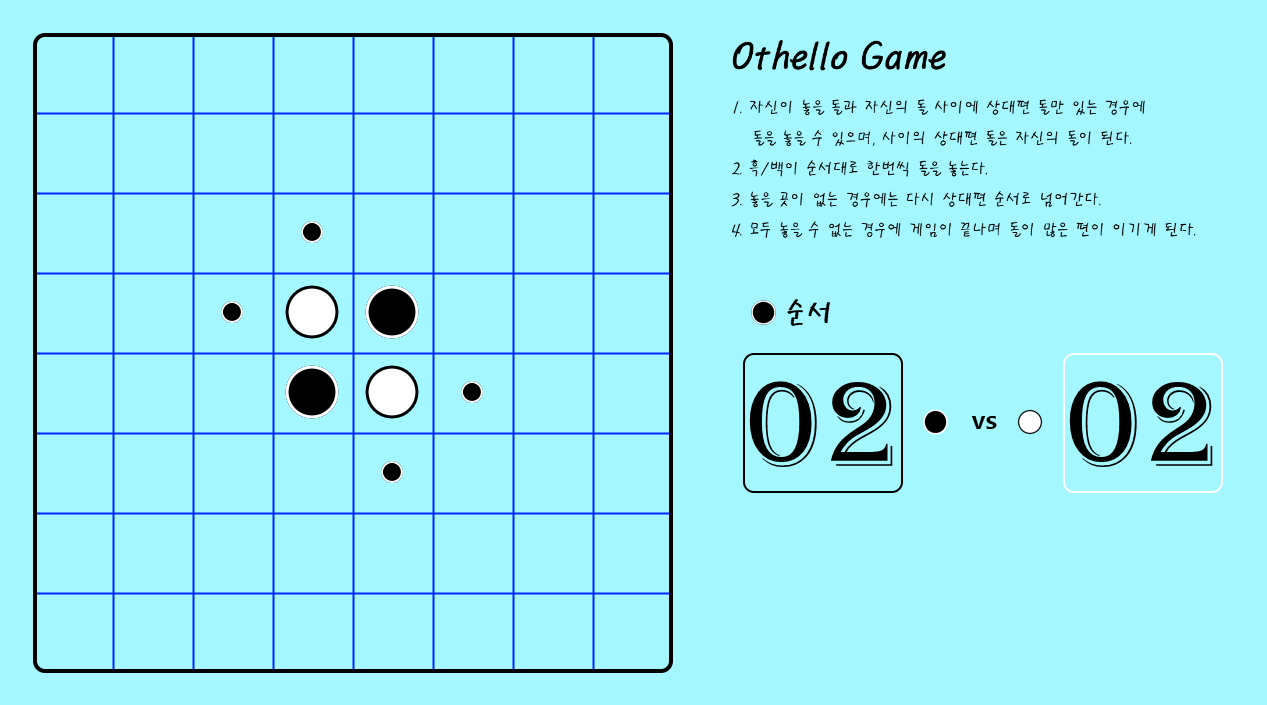 Othello Game
1. 자신이 놓을 돌과 자신의 돌 사이에 상대편 돌만 있는 경우에
돌을 놓을 수 있으며, 사이의 상대편 돌은 자신의 돌이 된다.
2. 흑/백이 순서대로 한번씩 돌을 놓는다.
3. 놓을 곳이 없는 경우에는 다시 상대편 순서로 넘어간다.
4. 모두 놓을 수 없는 경우에 게임이 끝나며 돌이 많은 편이 이기게 된다.
순서
02 vs 02